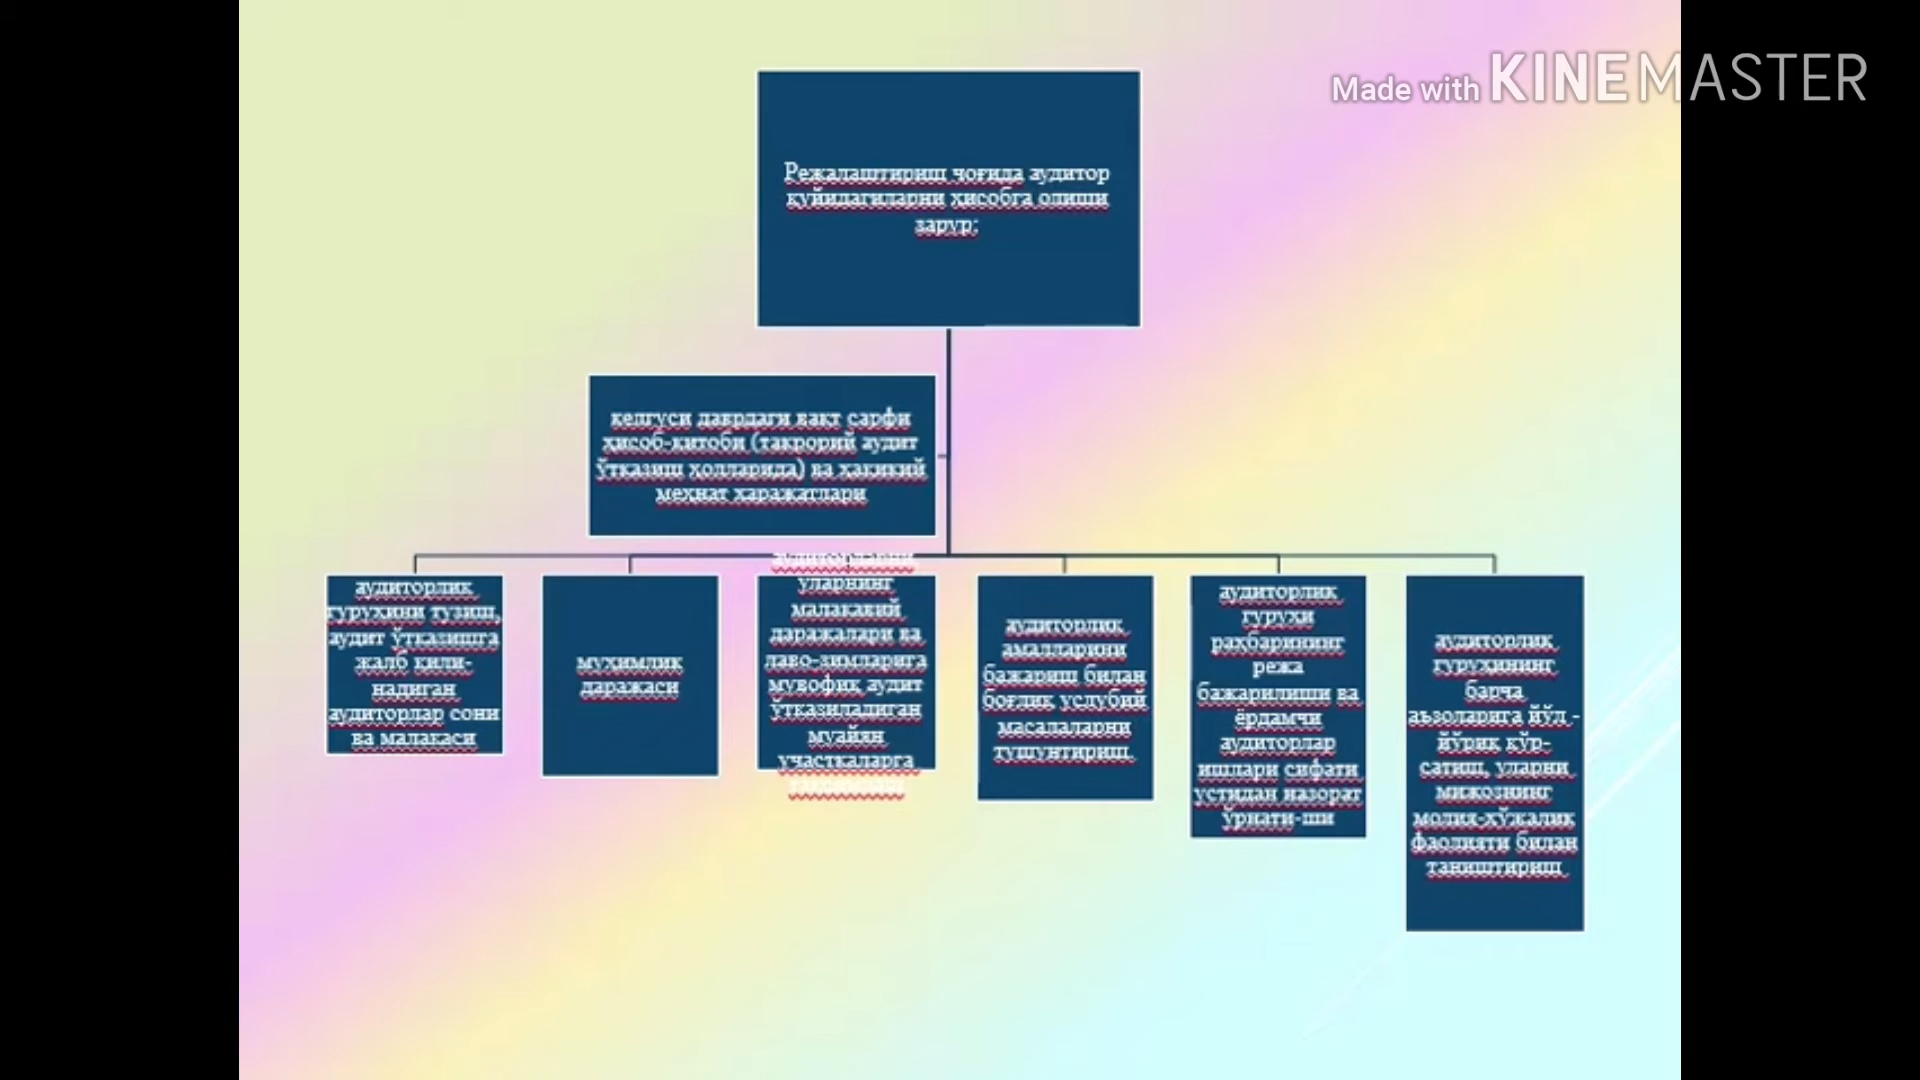 Made with KINEMASTER
Режалаштириш чоғида аудитор
қуйидагиларни ҳисобга олиши
зарур:
келгуси даврдаги вақт сарфи
ҳисоб-китоби (такрорий аудит
ўтказиш ҳолларида) ва ҳақиқий
меҳнат харажатлари
аудиторлик
гуруҳини тузиш,
аудит ўтказишга
жалб қили-
надиган
аудиторлар сони
ва малакаси
муҳимлик
даражаси
аудиторларни
уларнинг
малакавий
даражалари ва
лаво-зимларига
мувофиқ аудит
ўтказиладиган
муайян
участкаларга
аудиторлик
амалларини
бажариш билан
боғлиқ услубий
масалаларни
тушунтириш
аудиторлик
гуруҳи
раҳбарининг
режа
бажарилиши ва
ёрдамчи
аудиторлар
ишлари сифати
устидан назорат
ўрнати-ши
аудиторлик
гуруҳининг
барча
аъзоларига йўл -
йўриқ кўр-
сатиш, уларни
мижознинг
молия-хўжалик
фаолияти билан
таништириш